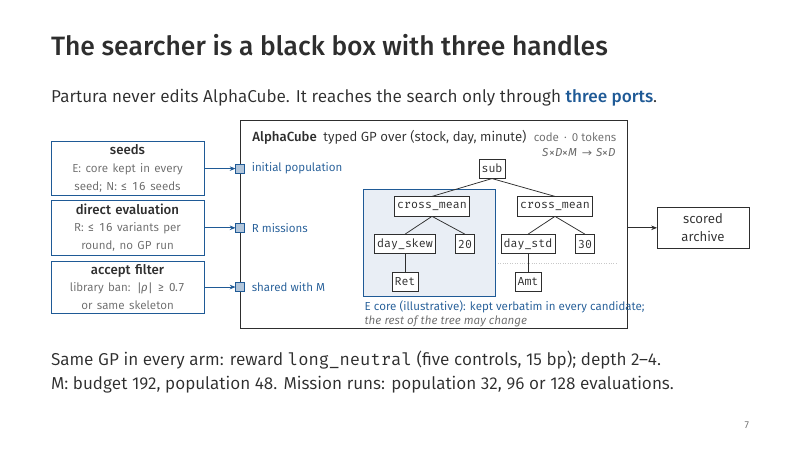 The searcher is a black box with three handles
Partura never edits AlphaCube. It reaches the search only through three ports.
seeds
E: core kept in every
seed; N: ≤ 16 seeds
direct evaluation
R: ≤ 16 variants per
round, no GP run
accept filter
library ban: |ρ| ≥ 0.7
or same skeleton
AlphaCube typed GP over (stock, day, minute) code · 0 tokens
S×D×M → S×D
initial population
R missions
shared with M
sub
cross_mean
cross_mean
day_skew
20
day_std
30
Ret
Amt
E core (illustrative): kept verbatim in every candidate;
the rest of the tree may change
scored
archive
Same GP in every arm: reward long_neutral (five controls, 15 bp); depth 2–4.
M: budget 192, population 48. Mission runs: population 32, 96 or 128 evaluations.
7